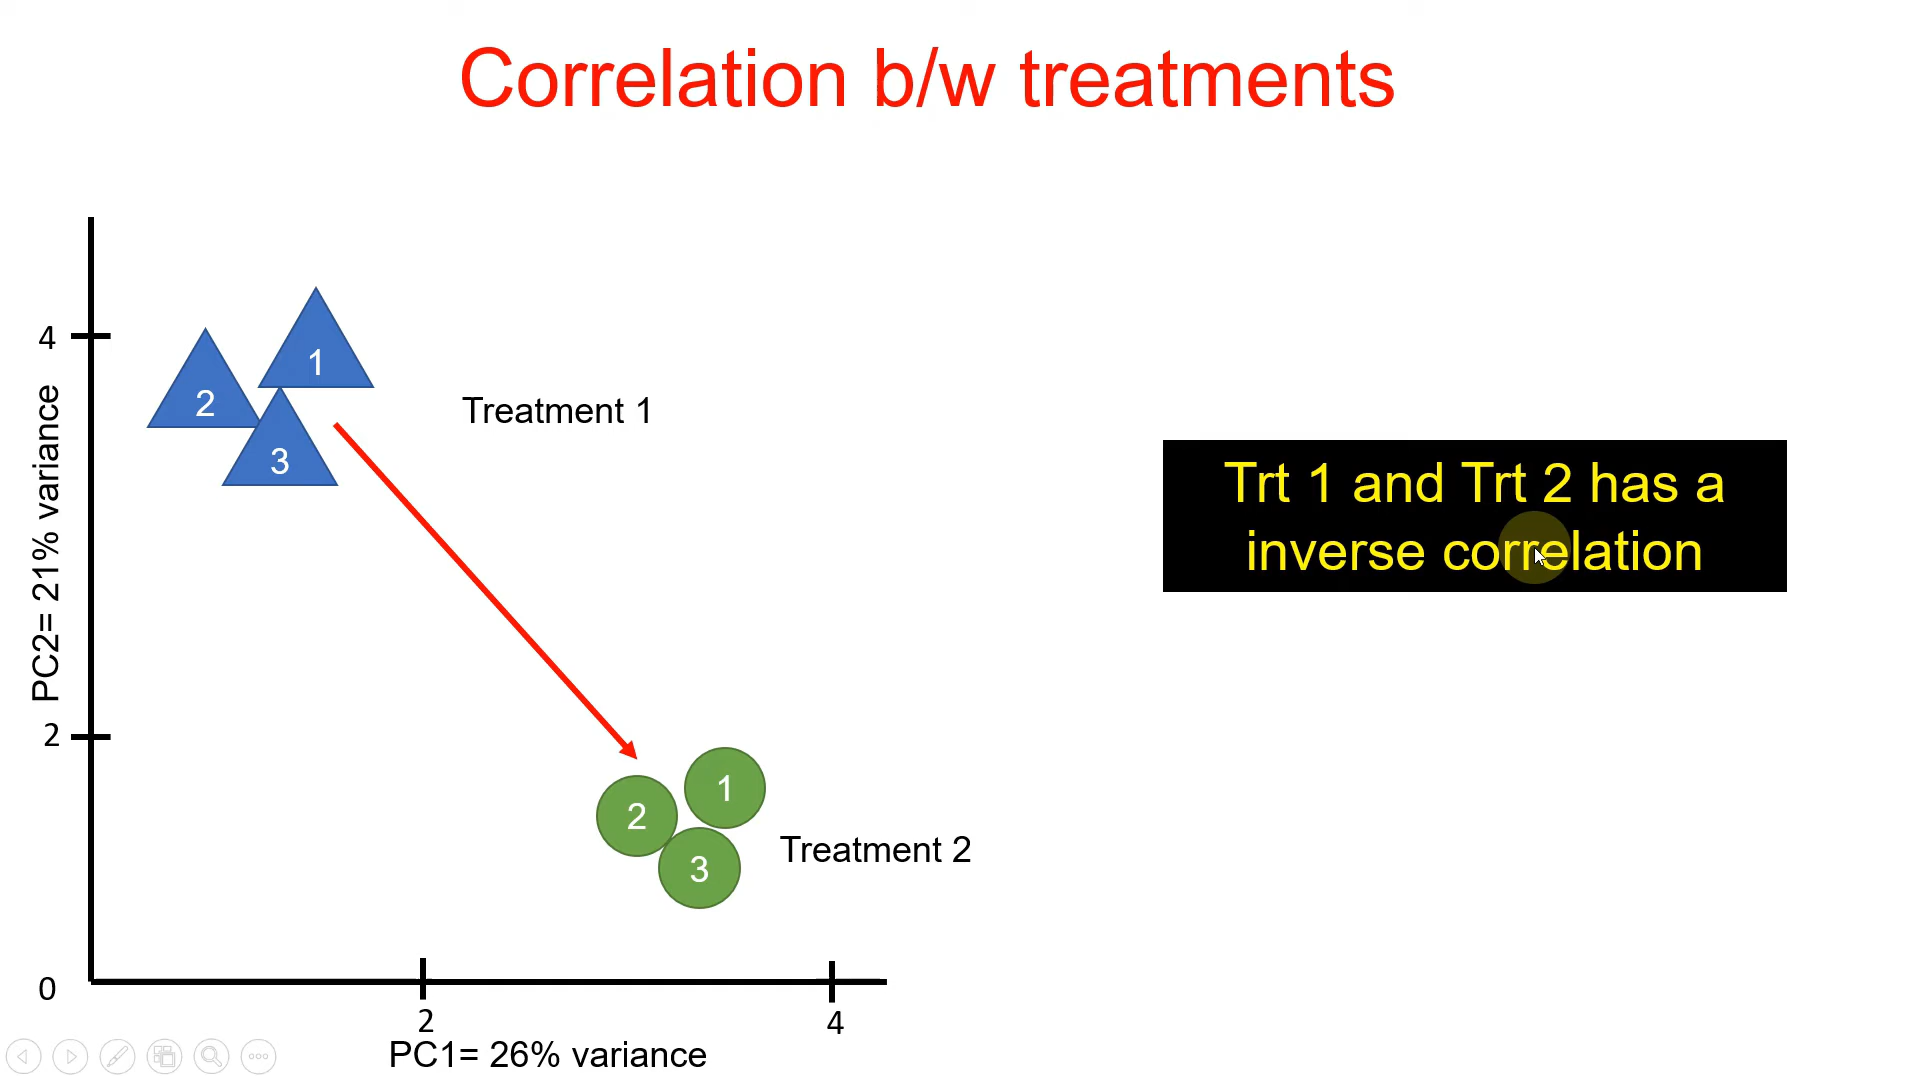 Correlation b/w treatments
4
1
2
3
Treatment 1
PC2= 21% variance
Trt 1 and Trt 2 has a
inverse correlation
2
1
2
3
Treatment 2
0
2
4
PC1= 26% variance